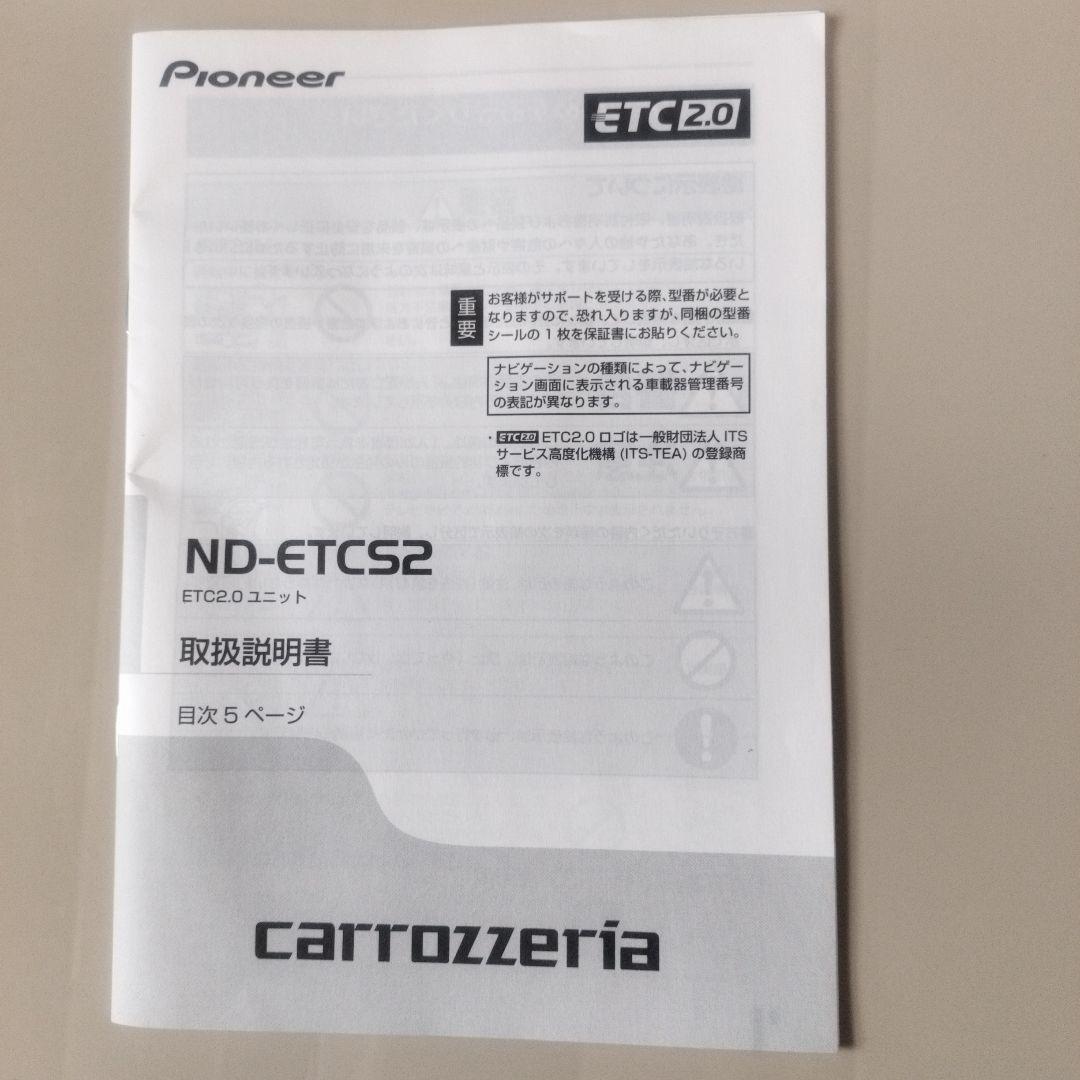 Pioneer
ETC 2.0
重要
お客様がサポートを受ける際、型番が必要と
なりますので、恐れ入りますが、同梱の型番
シールの 1 枚を保証書にお貼りください。
ナビゲーションの種類によって、ナビゲー
ション画面に表示される車載器管理番号
の表記が異なります。
・ETC2.0 ETC2.0 ロゴは一般財団法人 ITS
サービス高度化機構 (ITS-TEA) の登録商
標です。
ND-ETCS2
ETC2.0 ユニット
取扱説明書
目次 5 ページ
carrozzeria